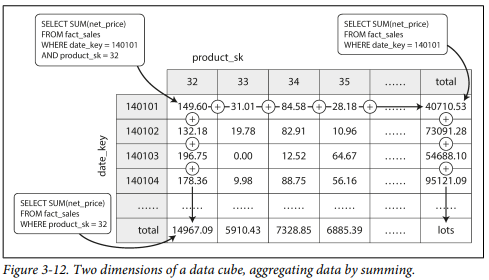 SELECT SUM(net_price)
FROM fact_sales
WHERE date_key = 140101
AND product_sk = 32
SELECT SUM(net_price)
FROM fact_sales
WHERE date_key = 140101
product_sk
32 33 34 35 ...... total
140101 149.60 + 31.01 + 84.58 + 28.18 + ...... 40710.53
+ +
140102 132.18 19.78 82.91 10.96 ...... 73091.28
+ +
date_key
140103 196.75 0.00 12.52 64.67 ...... 54688.10
+ +
140104 178.36 9.98 88.75 56.16 ...... 95121.09
...... ...... ...... ...... ...... ......
total 14967.09 5910.43 7328.85 6885.39 ...... lots
SELECT SUM(net_price)
FROM fact_sales
WHERE product_sk = 32
Figure 3-12. Two dimensions of a data cube, aggregating data by summing.